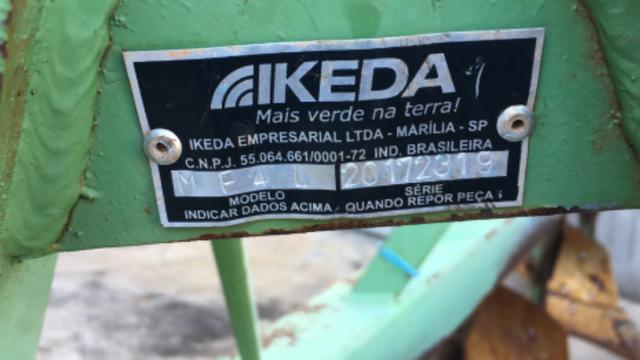 IKEDA
Mais verde na terra!
IKEDA EMPRESARIAL LTDA - MARÍLIA - SP
C.N.P.J. 55.064.661/0001-72 IND. BRASILEIRA
M F 4 L 20172319
MODELO SÉRIE
INDICAR DADOS ACIMA, QUANDO REPOR PEÇAS